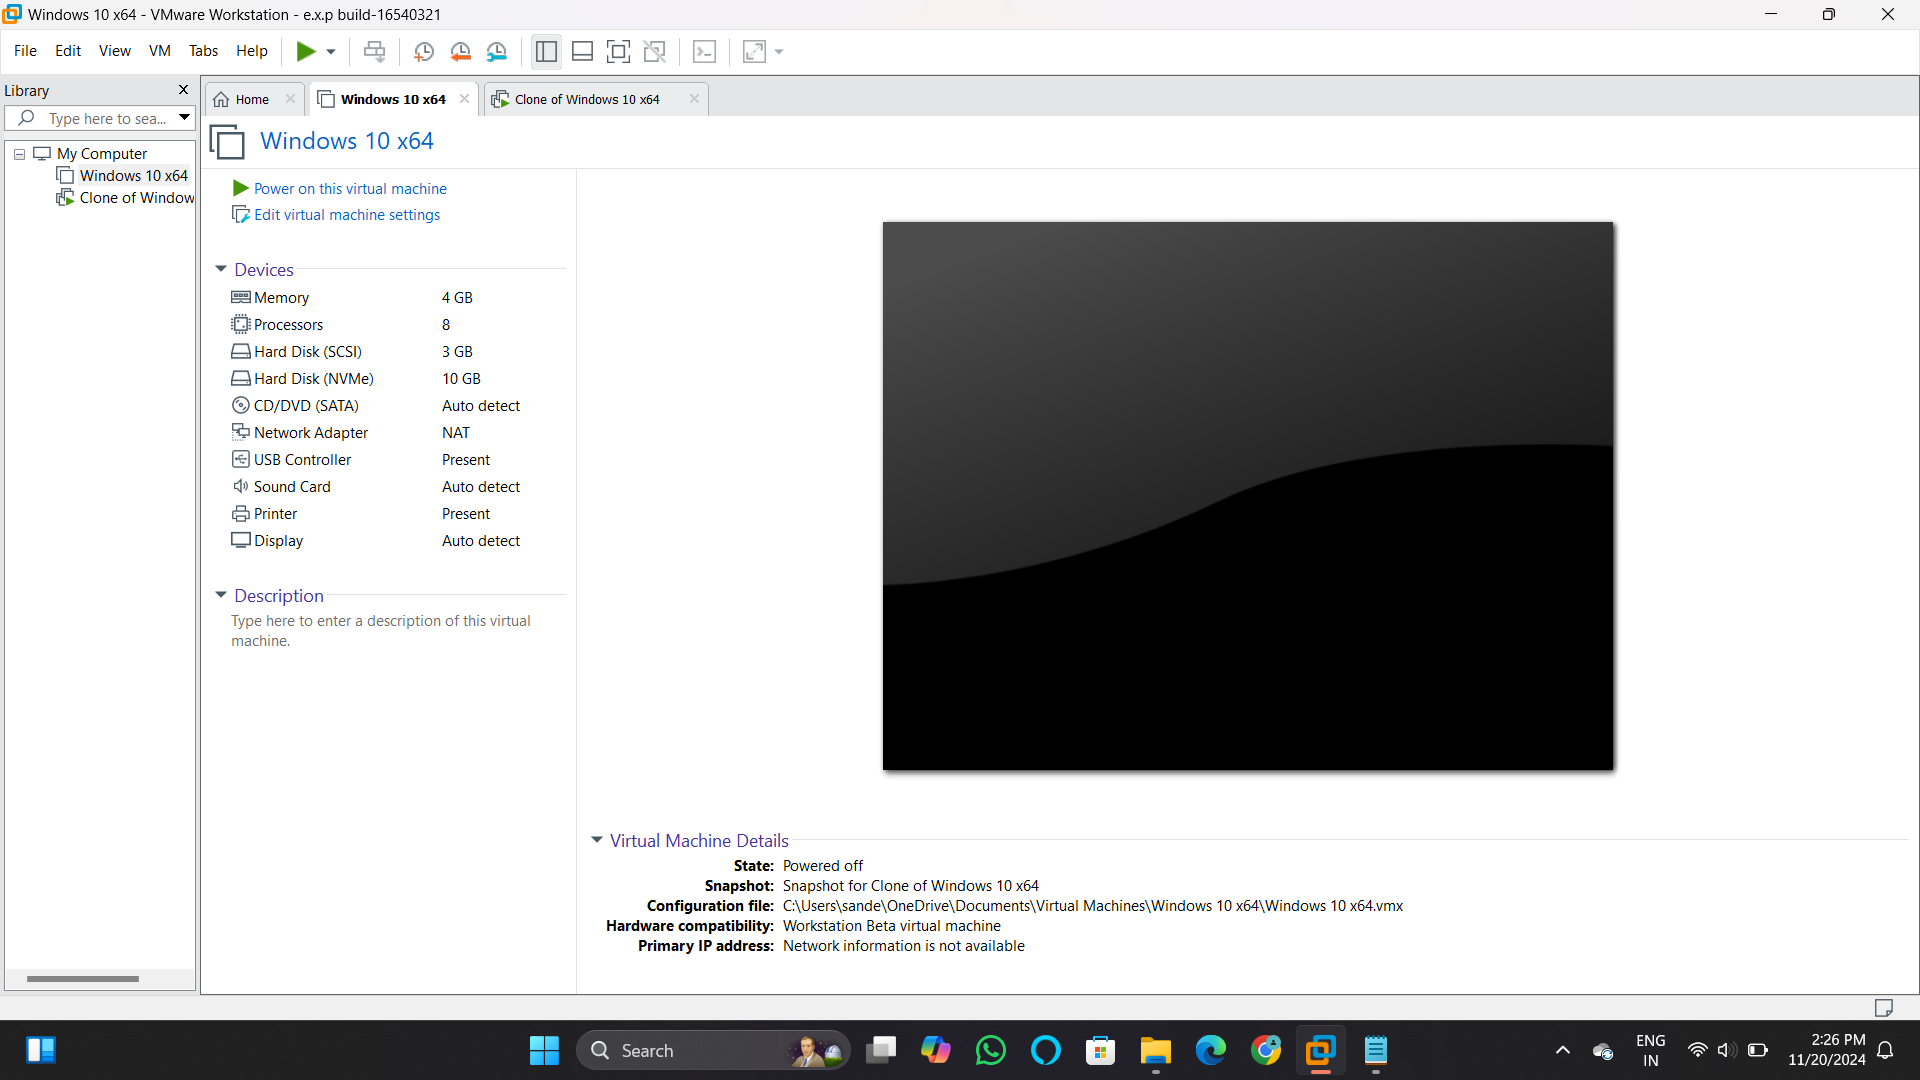 Windows 10 x64 - VMware Workstation - e.x.p build-16540321
File Edit View VM Tabs Help
Library
Type here to sea...
My Computer
Windows 10 x64
Clone of Window
Home
Windows 10 x64
Clone of Windows 10 x64
Windows 10 x64
Power on this virtual machine
Edit virtual machine settings
Devices
Memory 4 GB
Processors 8
Hard Disk (SCSI) 3 GB
Hard Disk (NVMe) 10 GB
CD/DVD (SATA) Auto detect
Network Adapter NAT
USB Controller Present
Sound Card Auto detect
Printer Present
Display Auto detect
Description
Type here to enter a description of this virtual
machine.
Virtual Machine Details
State: Powered off
Snapshot: Snapshot for Clone of Windows 10 x64
Configuration file: C:\Users\sande\OneDrive\Documents\Virtual Machines\Windows 10 x64\Windows 10 x64.vmx
Hardware compatibility: Workstation Beta virtual machine
Primary IP address: Network information is not available
Search
ENG
IN
2:26 PM
11/20/2024